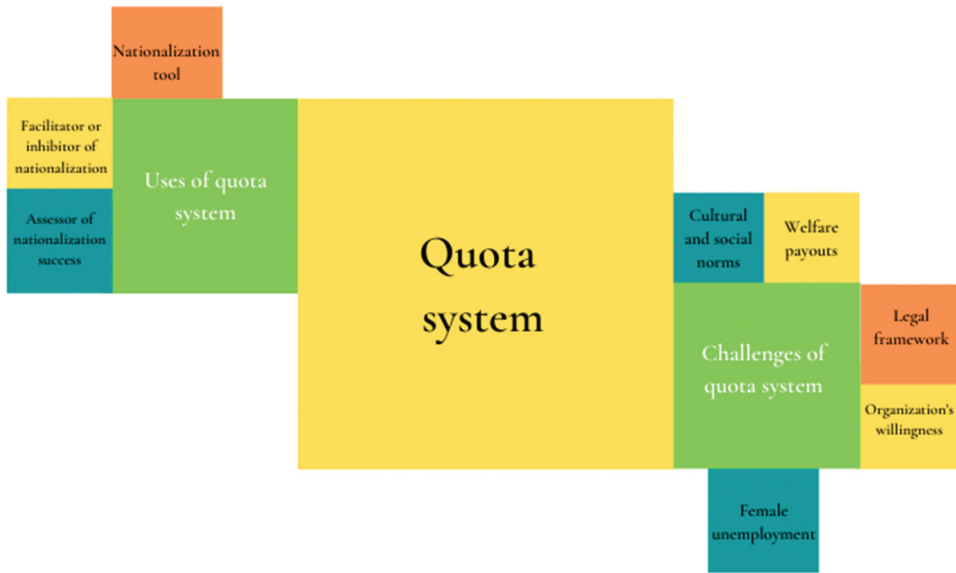 Nationalization
tool
Facilitator or
inhibitor of
nationalization
Uses of quota
system
Assessor of
nationalization
success
Quota
system
Cultural
and social
norms
Welfare
payouts
Challenges of
quota system
Legal
framework
Organization's
willingness
Female
unemployment